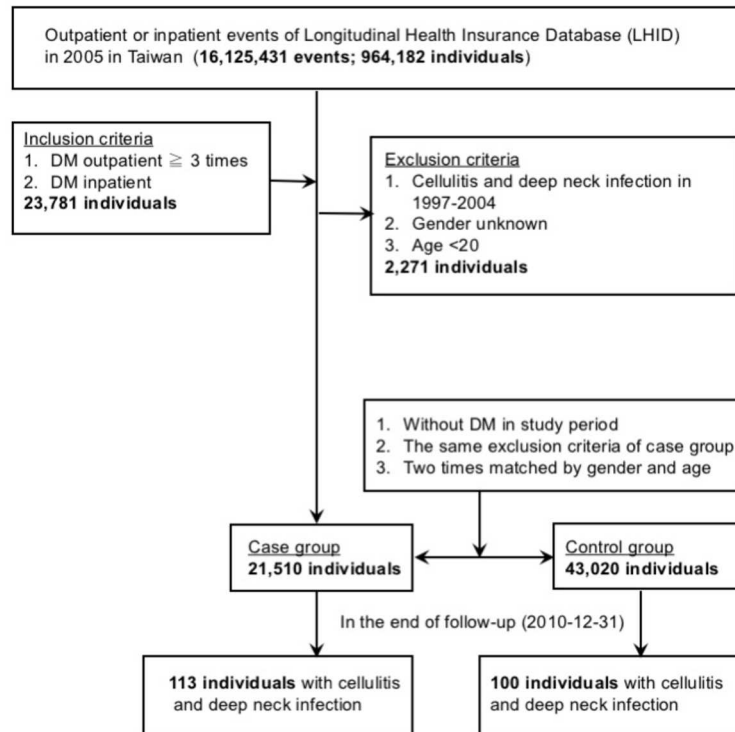 Outpatient or inpatient events of Longitudinal Health Insurance Database (LHID)
in 2005 in Taiwan (16,125,431 events; 964,182 individuals)
Inclusion criteria
1. DM outpatient ≧ 3 times
2. DM inpatient
23,781 individuals
Exclusion criteria
1. Cellulitis and deep neck infection in
1997-2004
2. Gender unknown
3. Age <20
2,271 individuals
1. Without DM in study period
2. The same exclusion criteria of case group
3. Two times matched by gender and age
Case group
21,510 individuals
Control group
43,020 individuals
In the end of follow-up (2010-12-31)
113 individuals with cellulitis
and deep neck infection
100 individuals with cellulitis
and deep neck infection